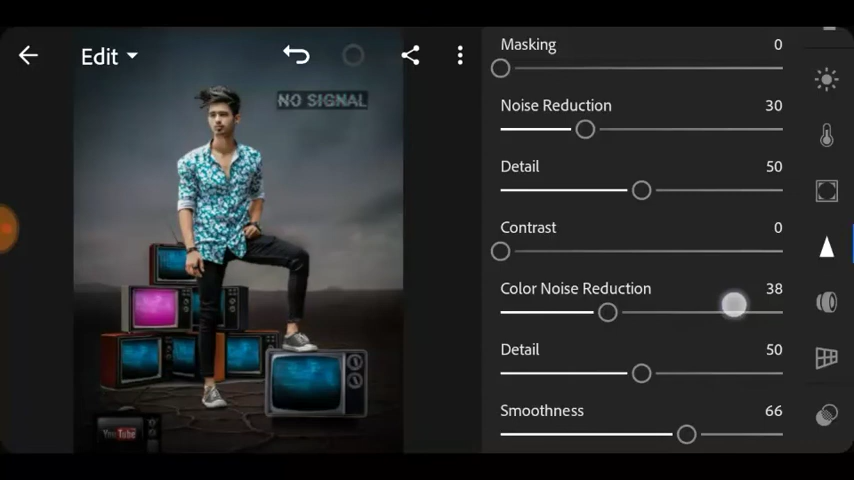 Edit
NO SIGNAL
YouTube
Masking 0
Noise Reduction 30
Detail 50
Contrast 0
Color Noise Reduction 38
Detail 50
Smoothness 66